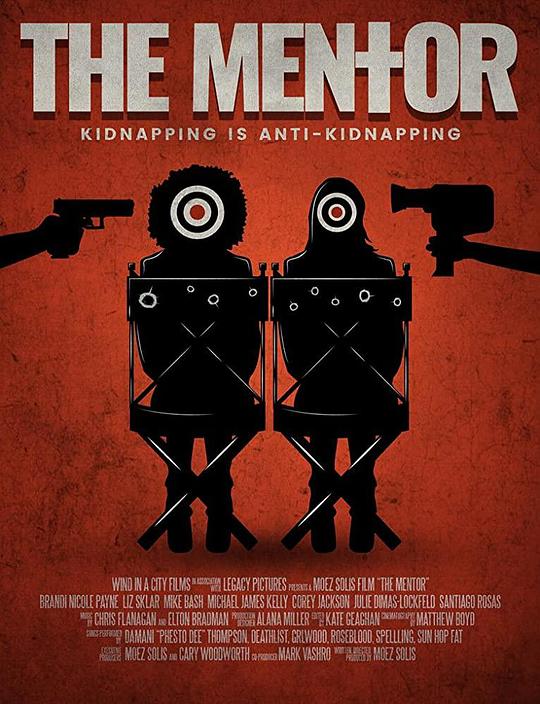 THE MENTOR
KIDNAPPING IS ANTI-KIDNAPPING
WIND IN A CITY FILMS IN ASSOCIATION WITH LEGACY PICTURES PRESENTS A MOEZ SOLIS FILM "THE MENTOR"
BRANDI NICOLE PAYNE LIZ SKLAR MIKE BASH MICHAEL JAMES KELLY COREY JACKSON JULIE DIMAS-LOCKFELD SANTIAGO ROSAS
MUSIC BY CHRIS FLANAGAN AND ELTON BRADMAN PRODUCTION DESIGNER ALANA MILLER EDITED BY KATE GEAGHAN CINEMATOGRAPHY BY MATTHEW BOYD
SONGS PERFORMED BY DAMANI "PHESTO DEE" THOMPSON, DEATHLIST, GRLWOOD, ROSEBLOOD, SPELLLING, SUN HOP FAT
EXECUTIVE PRODUCERS MOEZ SOLIS AND CARY WOODWORTH CO-PRODUCER MARK VASHRO WRITTEN, DIRECTED PRODUCED BY MOEZ SOLIS